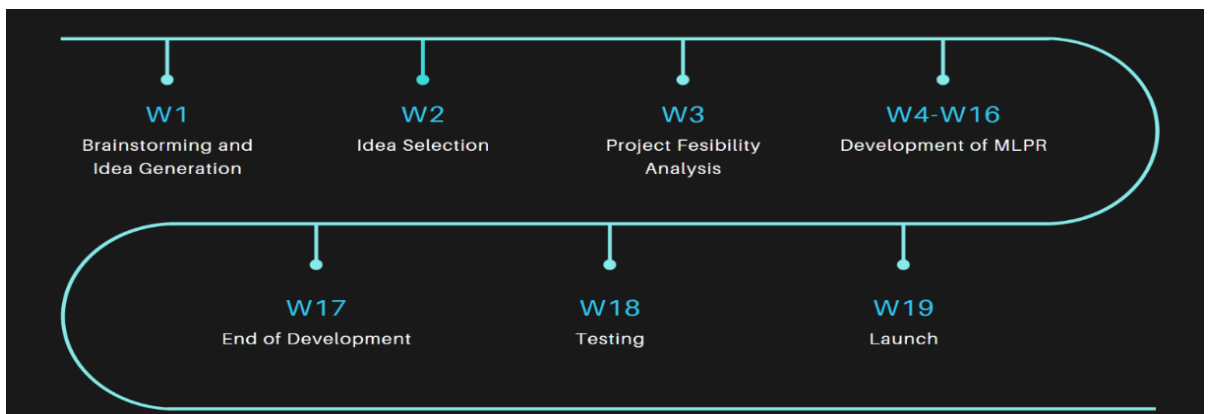 W1
Brainstorming and
Idea Generation
W2
Idea Selection
W3
Project Fesibility
Analysis
W4-W16
Development of MLPR
W17
End of Development
W18
Testing
W19
Launch